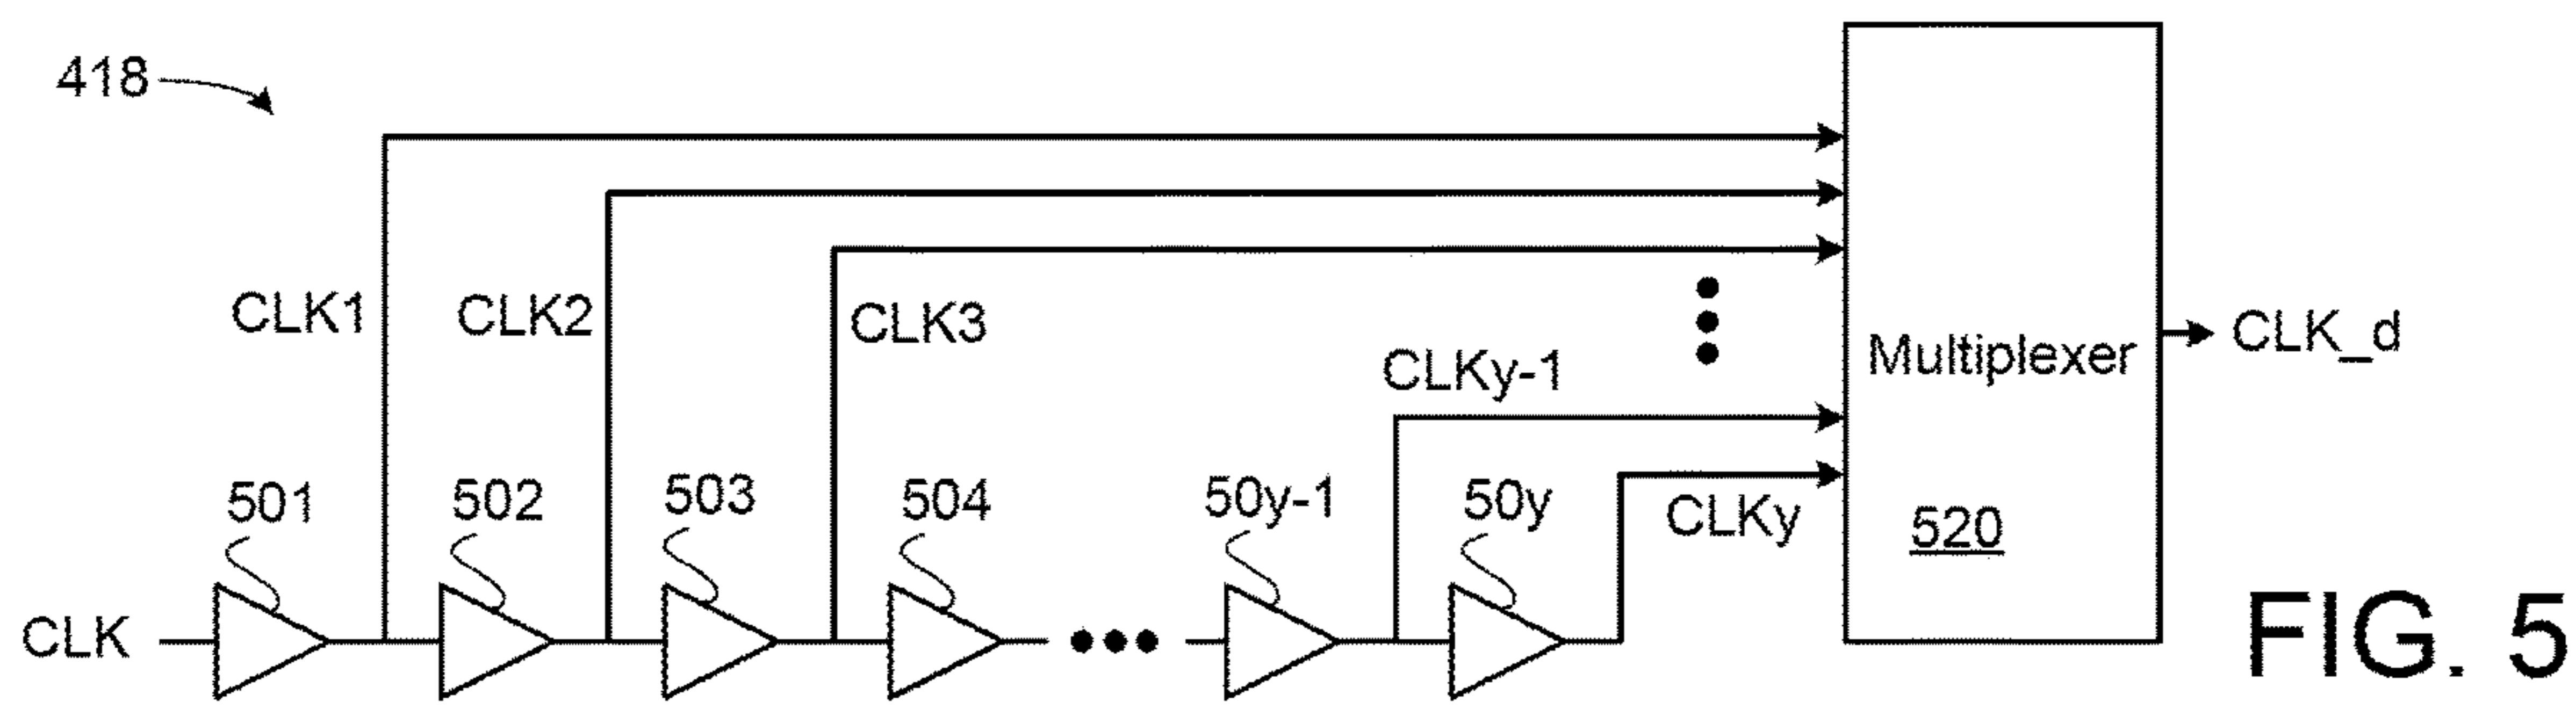 418
CLK1
CLK2
CLK3
CLKy-1
Multiplexer
CLK_d
501
502
503
504
50y-1
50y
CLKy
520
CLK
FIG. 5